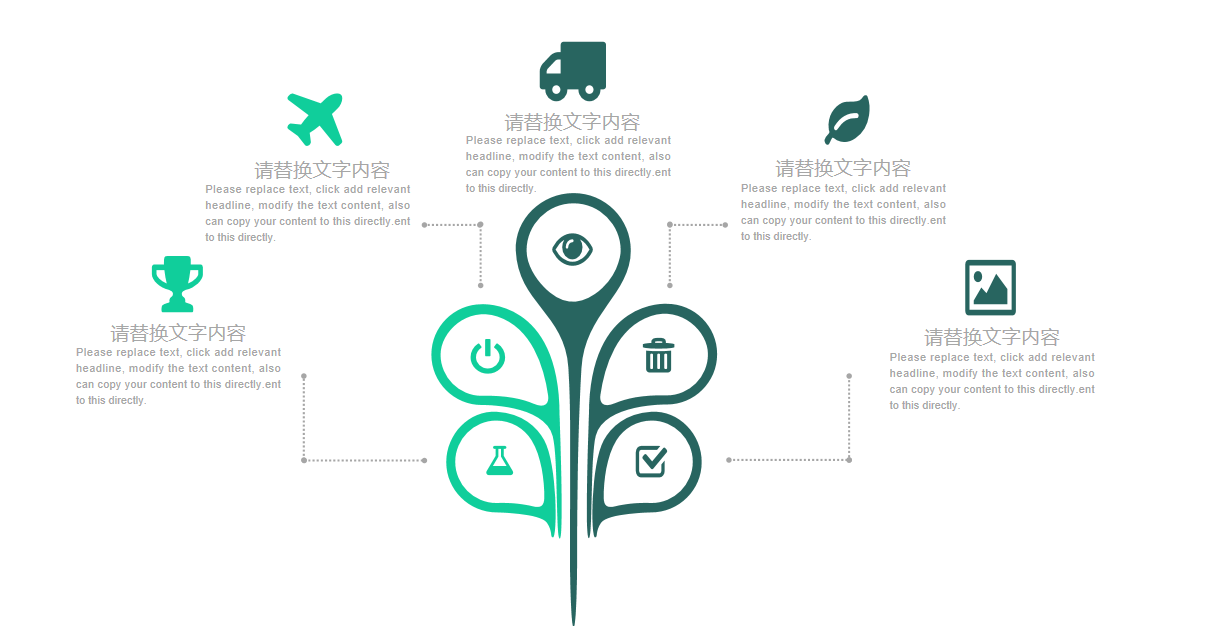 请替换文字内容
Please replace text, click add relevant
headline, modify the text content, also
can copy your content to this directly.ent
to this directly.
请替换文字内容
Please replace text, click add relevant
headline, modify the text content, also
can copy your content to this directly.ent
to this directly.
请替换文字内容
Please replace text, click add relevant
headline, modify the text content, also
can copy your content to this directly.ent
to this directly.
请替换文字内容
Please replace text, click add relevant
headline, modify the text content, also
can copy your content to this directly.ent
to this directly.
请替换文字内容
Please replace text, click add relevant
headline, modify the text content, also
can copy your content to this directly.ent
to this directly.